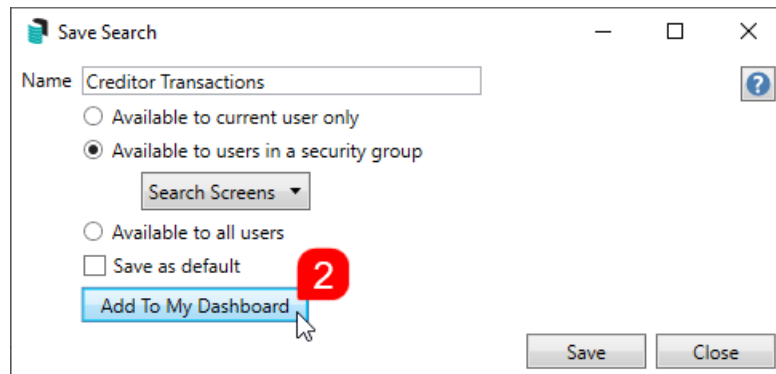 Save Search
Name Creditor Transactions
?
Available to current user only
Available to users in a security group
Search Screens
Available to all users
Save as default
2
Add To My Dashboard
Save Close